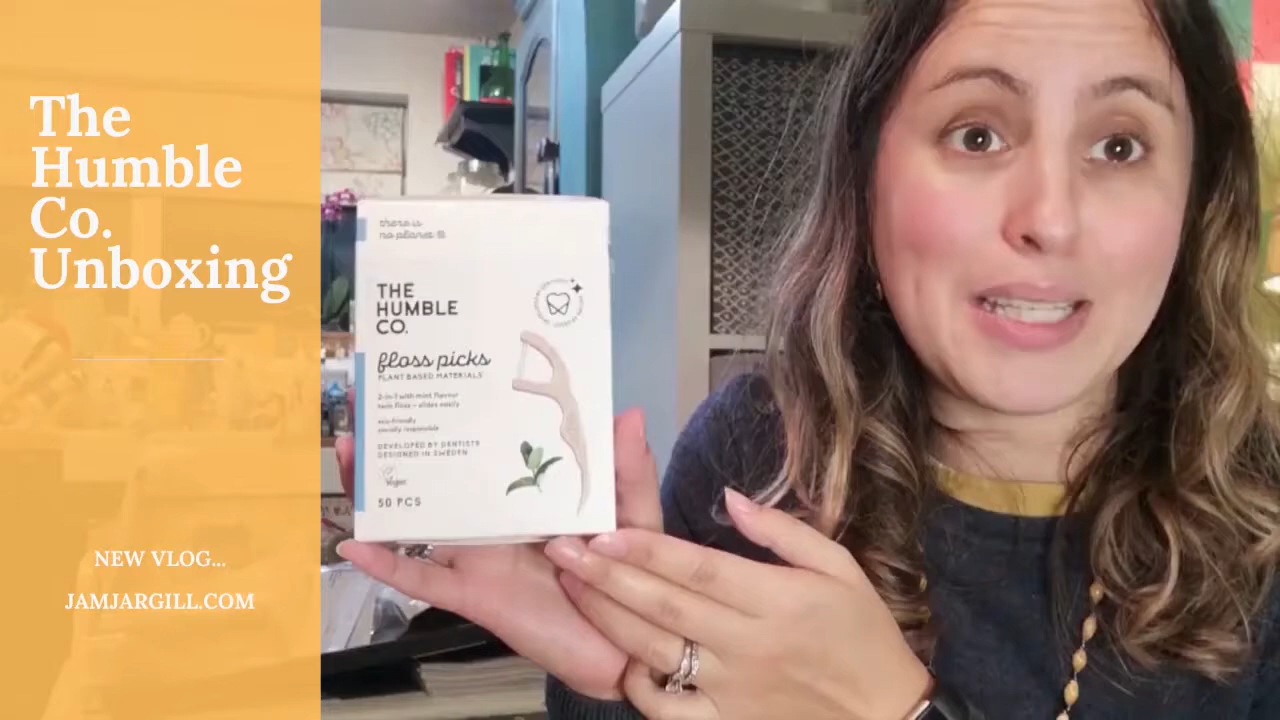 The
Humble
Co.
Unboxing
NEW VLOG...
JAMJARGILL.COM
there is
no planet B
THE
HUMBLE
CO.
floss picks
PLANT BASED MATERIALS
2-in-1 with mint flavour
twin floss – slides easily
eco-friendly
socially responsible
DEVELOPED BY DENTISTS
DESIGNED IN SWEDEN
Vegan
50 PCS